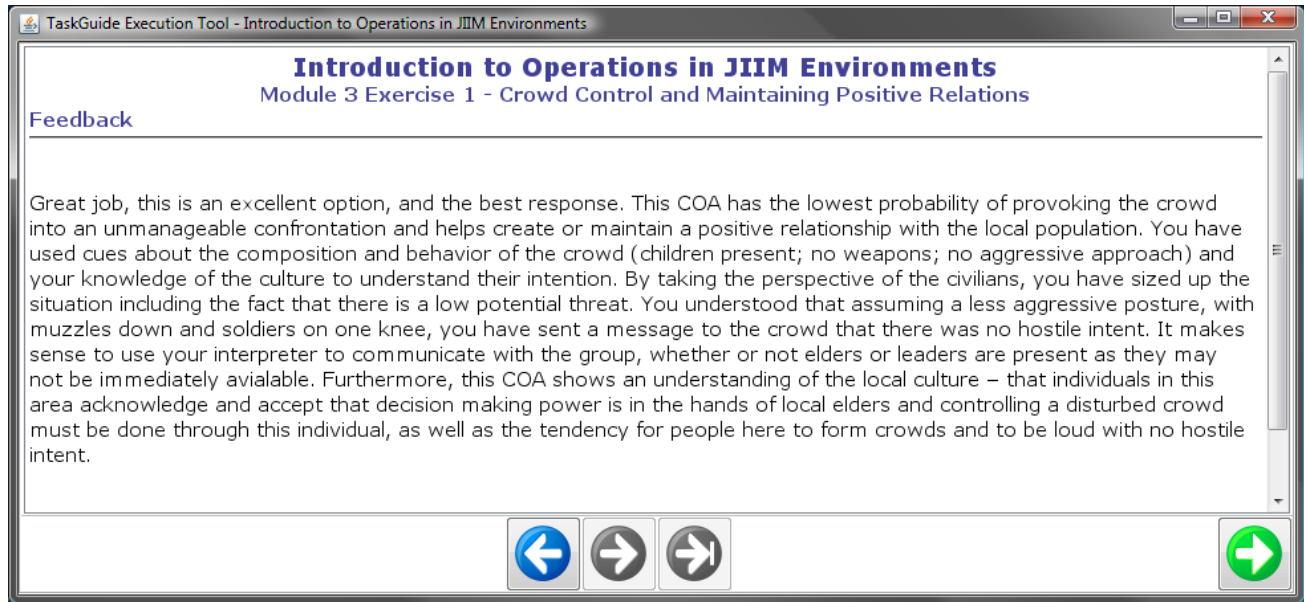 TaskGuide Execution Tool - Introduction to Operations in JIIM Environments
Introduction to Operations in JIIM Environments
Module 3 Exercise 1 - Crowd Control and Maintaining Positive Relations
Feedback
Great job, this is an excellent option, and the best response. This COA has the lowest probability of provoking the crowd
into an unmanageable confrontation and helps create or maintain a positive relationship with the local population. You have
used cues about the composition and behavior of the crowd (children present; no weapons; no aggressive approach) and
your knowledge of the culture to understand their intention. By taking the perspective of the civilians, you have sized up the
situation including the fact that there is a low potential threat. You understood that assuming a less aggressive posture, with
muzzles down and soldiers on one knee, you have sent a message to the crowd that there was no hostile intent. It makes
sense to use your interpreter to communicate with the group, whether or not elders or leaders are present as they may
not be immediately avialable. Furthermore, this COA shows an understanding of the local culture – that individuals in this
area acknowledge and accept that decision making power is in the hands of local elders and controlling a disturbed crowd
must be done through this individual, as well as the tendency for people here to form crowds and to be loud with no hostile
intent.